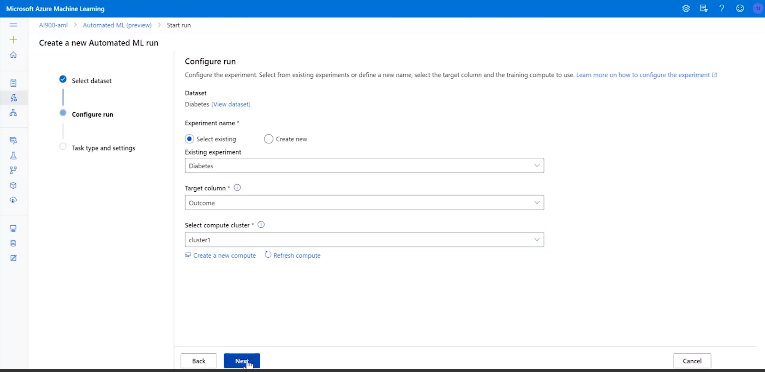 Microsoft Azure Machine Learning
AI900-aml > Automated ML (preview) > Start run
Create a new Automated ML run
Select dataset
Configure run
Task type and settings
Configure run
Configure the experiment. Select from existing experiments or define a new name, select the target column and the training compute to use. Learn more on how to configure the experiment
Dataset
Diabetes (View dataset)
Experiment name *
Select existing Create new
Existing experiment
Diabetes
Target column *
Outcome
Select compute cluster *
cluster1
Create a new compute Refresh compute
Back Next Cancel